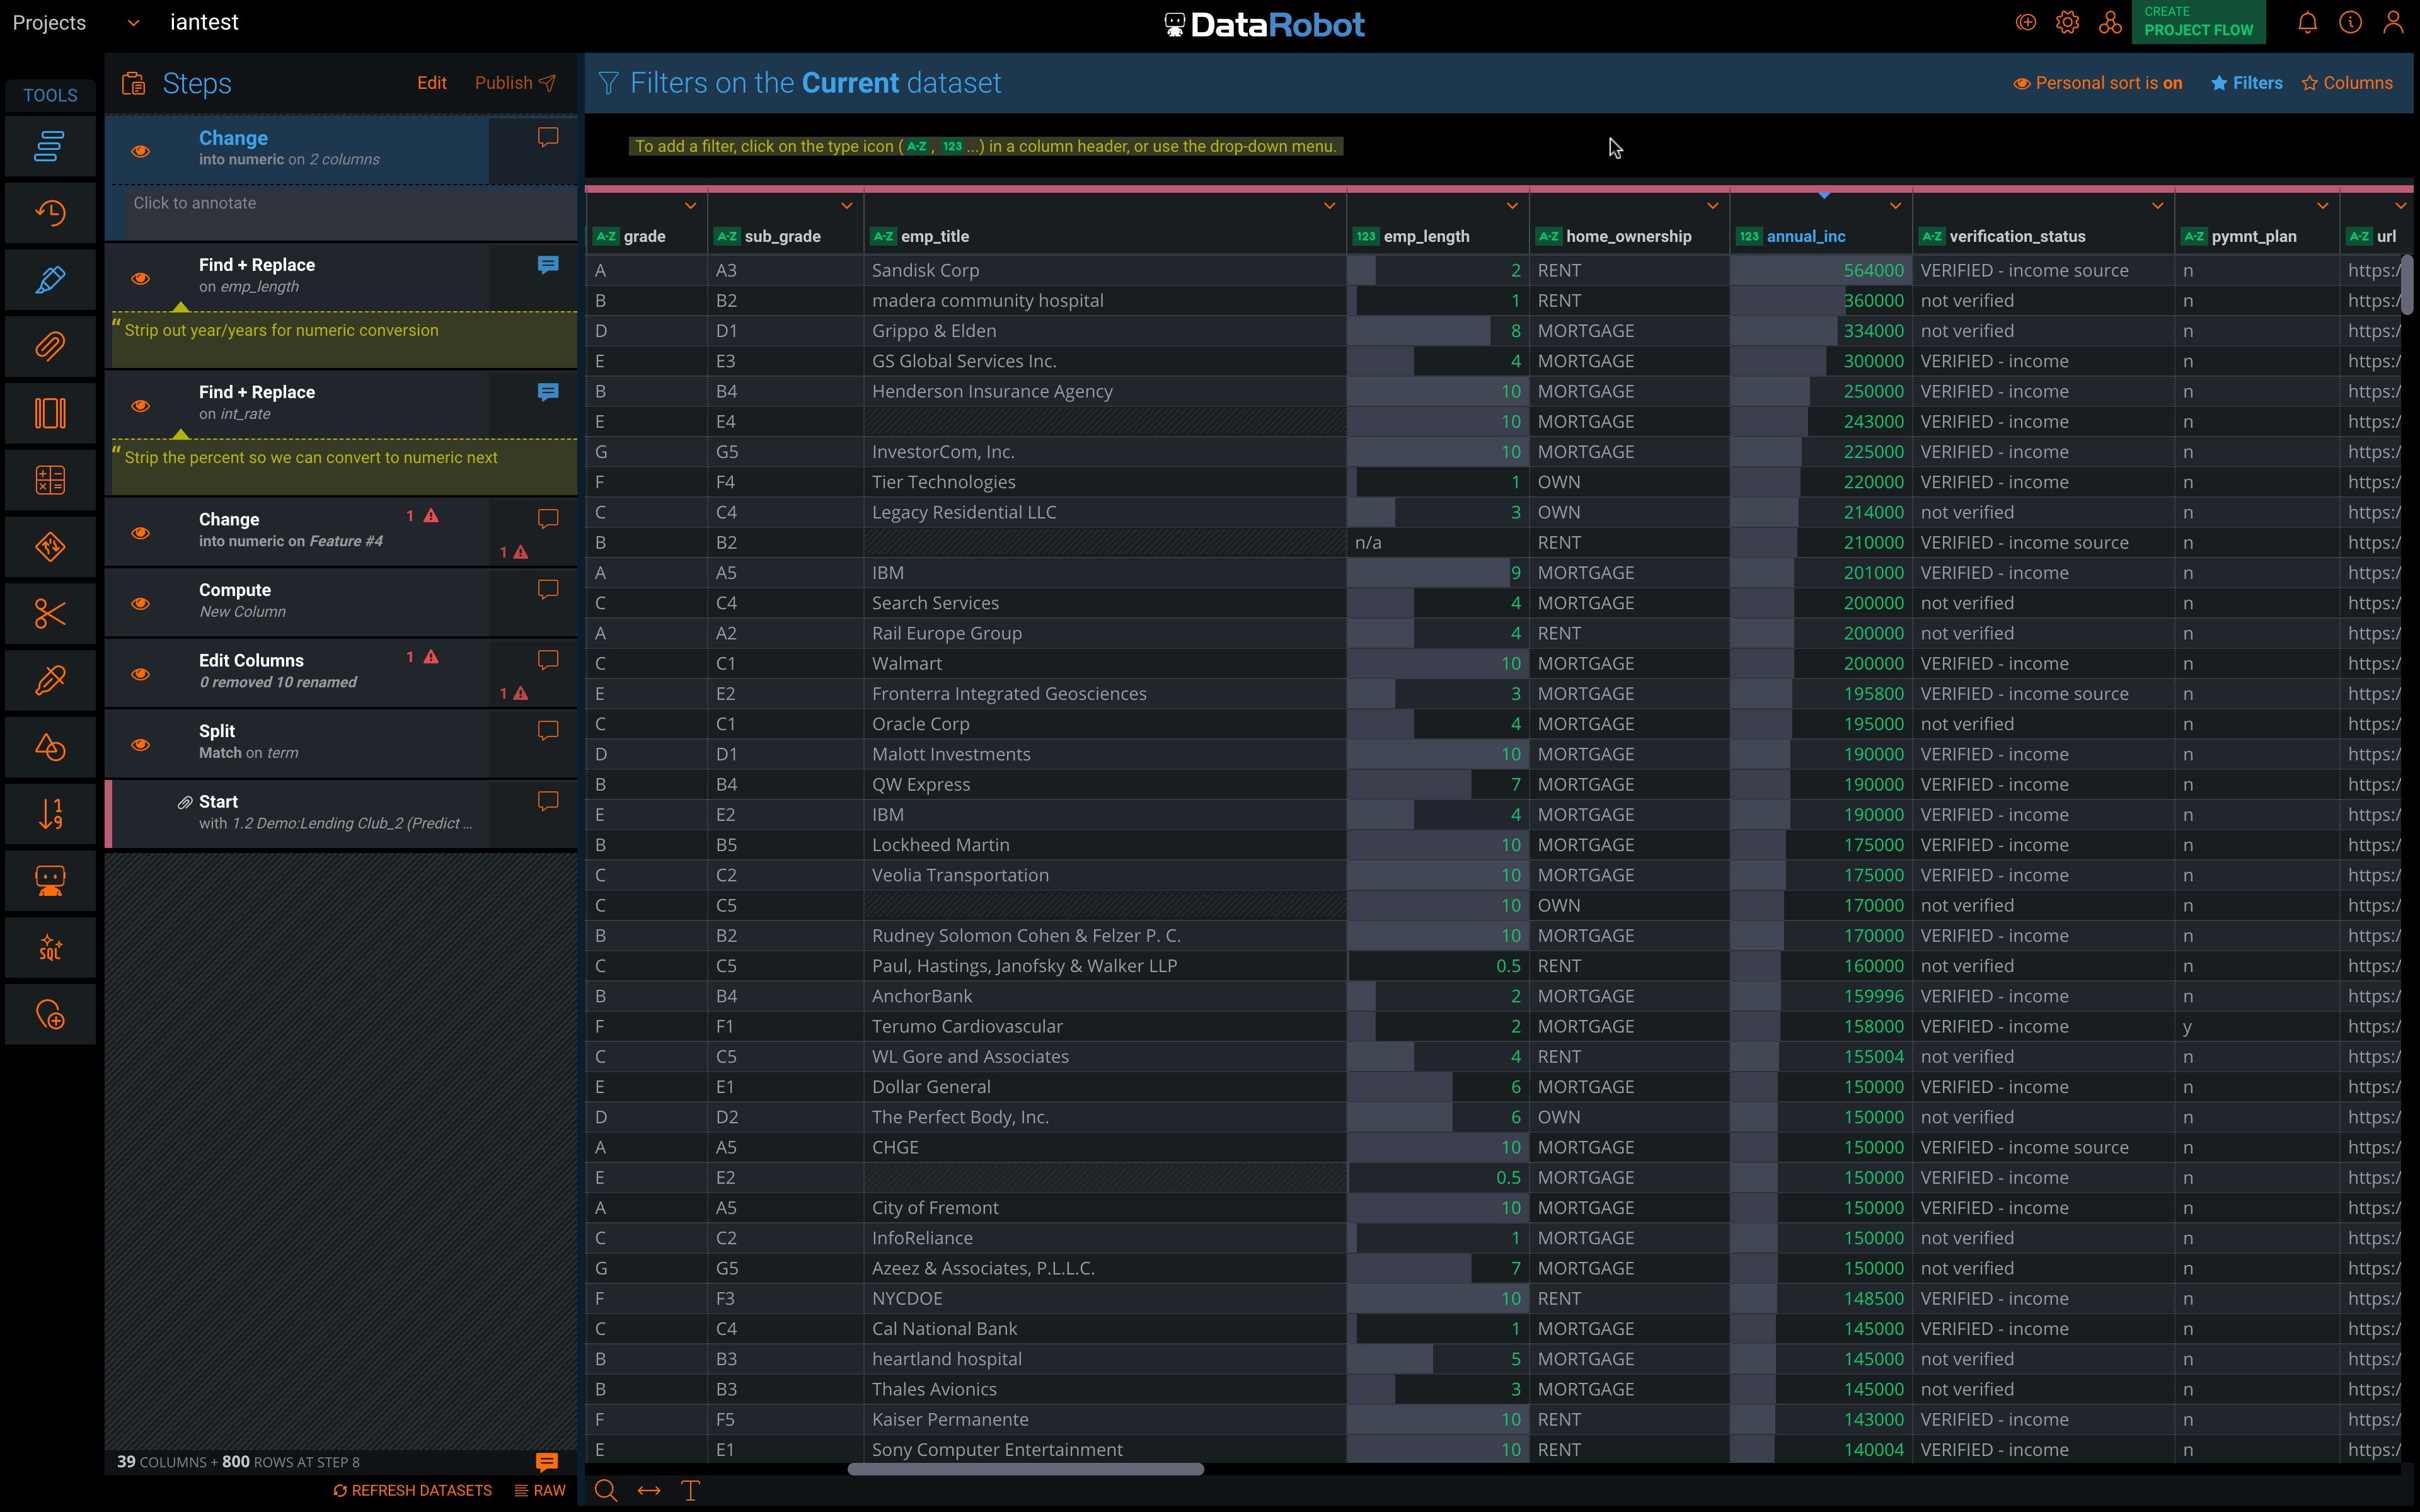 Projects iantest DataRobot CREATE
PROJECT FLOW
TOOLS Steps Edit Publish Filters on the Current dataset Personal sort is on Filters Columns
Change
into numeric on 2 columns
Click to annotate
Find + Replace
on emp_length
“ Strip out year/years for numeric conversion
Find + Replace
on int_rate
“ Strip the percent so we can convert to numeric next
Change 1
into numeric on Feature #4
1
Compute
New Column
Edit Columns 1
0 removed 10 renamed
1
Split
Match on term
Start
with 1.2 Demo:Lending Club_2 (Predict ...
SQL
39 COLUMNS + 800 ROWS AT STEP 8
REFRESH DATASETS RAW
To add a filter, click on the type icon ( A-Z , 123 ...) in a column header, or use the drop-down menu.
A-Z grade A-Z sub_grade A-Z emp_title 123 emp_length A-Z home_ownership 123 annual_inc A-Z verification_status A-Z pymnt_plan A-Z url
A A3 Sandisk Corp 2 RENT 564000 VERIFIED - income source n https:/
B B2 madera community hospital 1 RENT 360000 not verified n https:/
D D1 Grippo & Elden 8 MORTGAGE 334000 not verified n https:/
E E3 GS Global Services Inc. 4 MORTGAGE 300000 VERIFIED - income n https:/
B B4 Henderson Insurance Agency 10 MORTGAGE 250000 VERIFIED - income n https:/
E E4 10 MORTGAGE 243000 VERIFIED - income n https:/
G G5 InvestorCom, Inc. 10 MORTGAGE 225000 VERIFIED - income n https:/
F F4 Tier Technologies 1 OWN 220000 VERIFIED - income n https:/
C C4 Legacy Residential LLC 3 OWN 214000 not verified n https:/
B B2 n/a RENT 210000 VERIFIED - income source n https:/
A A5 IBM 9 MORTGAGE 201000 VERIFIED - income n https:/
C C4 Search Services 4 MORTGAGE 200000 not verified n https:/
A A2 Rail Europe Group 4 RENT 200000 not verified n https:/
C C1 Walmart 10 MORTGAGE 200000 VERIFIED - income n https:/
E E2 Fronterra Integrated Geosciences 3 MORTGAGE 195800 VERIFIED - income source n https:/
C C1 Oracle Corp 4 MORTGAGE 195000 not verified n https:/
D D1 Malott Investments 10 MORTGAGE 190000 VERIFIED - income n https:/
B B4 QW Express 7 MORTGAGE 190000 VERIFIED - income n https:/
E E2 IBM 4 MORTGAGE 190000 VERIFIED - income n https:/
B B5 Lockheed Martin 10 MORTGAGE 175000 VERIFIED - income n https:/
C C2 Veolia Transportation 10 MORTGAGE 175000 VERIFIED - income n https:/
C C5 10 OWN 170000 not verified n https:/
B B2 Rudney Solomon Cohen & Felzer P. C. 10 MORTGAGE 170000 VERIFIED - income n https:/
C C5 Paul, Hastings, Janofsky & Walker LLP 0.5 RENT 160000 not verified n https:/
B B4 AnchorBank 2 MORTGAGE 159996 VERIFIED - income n https:/
F F1 Terumo Cardiovascular 2 MORTGAGE 158000 VERIFIED - income y https:/
C C5 WL Gore and Associates 4 RENT 155004 not verified n https:/
E E1 Dollar General 6 MORTGAGE 150000 VERIFIED - income n https:/
D D2 The Perfect Body, Inc. 6 OWN 150000 not verified n https:/
A A5 CHGE 10 MORTGAGE 150000 VERIFIED - income source n https:/
E E2 0.5 MORTGAGE 150000 VERIFIED - income n https:/
A A5 City of Fremont 10 MORTGAGE 150000 VERIFIED - income n https:/
C C2 InfoReliance 1 MORTGAGE 150000 not verified n https:/
G G5 Azeez & Associates, P.L.L.C. 7 MORTGAGE 150000 not verified n https:/
F F3 NYCDOE 10 RENT 148500 VERIFIED - income n https:/
C C4 Cal National Bank 1 MORTGAGE 145000 VERIFIED - income n https:/
B B3 heartland hospital 5 MORTGAGE 145000 not verified n https:/
B B3 Thales Avionics 3 MORTGAGE 145000 not verified n https:/
F F5 Kaiser Permanente 10 RENT 143000 VERIFIED - income n https:/
E E1 Sony Computer Entertainment 10 RENT 140004 VERIFIED - income n https:/